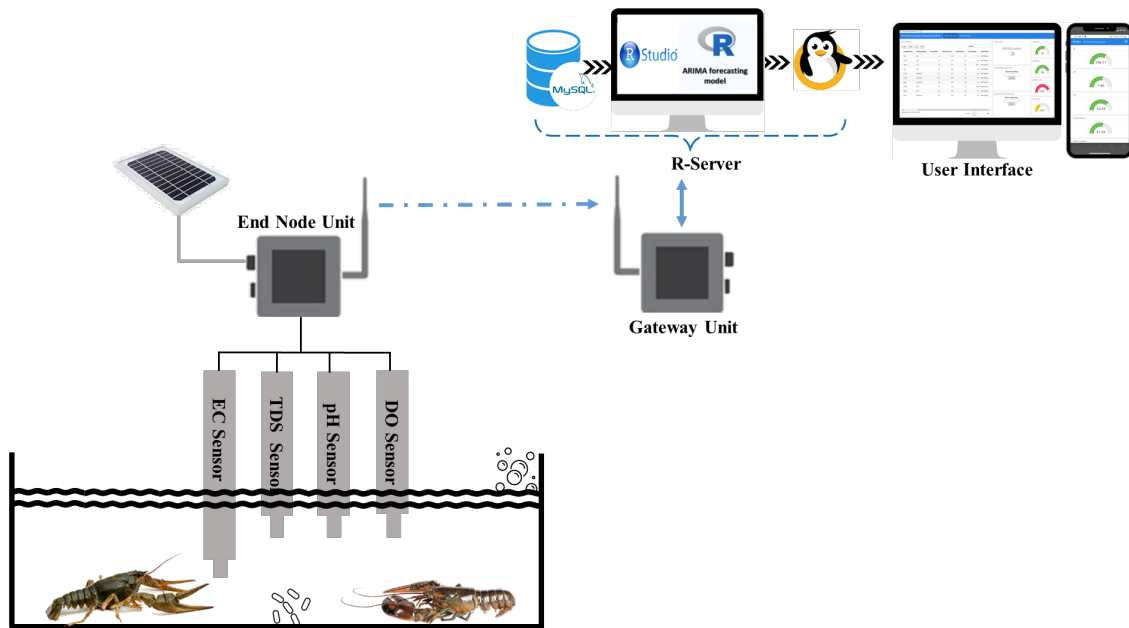 R Studio
ARIMA forecasting
model
MySQL
R-Server
User Interface
End Node Unit
Gateway Unit
EC Sensor
TDS Sensor
pH Sensor
DO Sensor